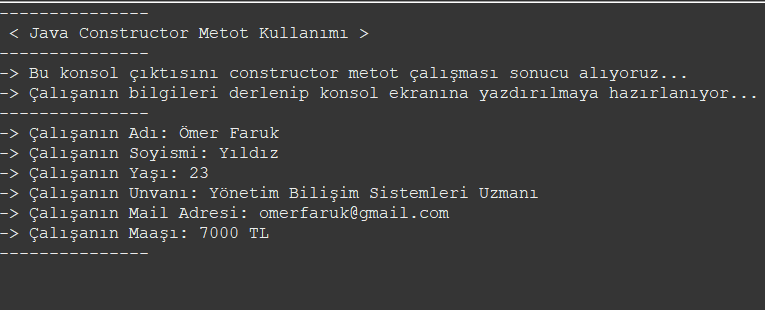 ---------------
< Java Constructor Metot Kullanımı >
---------------
-> Bu konsol çıktısını constructor metot çalışması sonucu alıyoruz...
-> Çalışanın bilgileri derlenip konsol ekranına yazdırılmaya hazırlanıyor...
---------------
-> Çalışanın Adı: Ömer Faruk
-> Çalışanın Soyismi: Yıldız
-> Çalışanın Yaşı: 23
-> Çalışanın Unvanı: Yönetim Bilişim Sistemleri Uzmanı
-> Çalışanın Mail Adresi: omerfaruk@gmail.com
-> Çalışanın Maaşı: 7000 TL
---------------